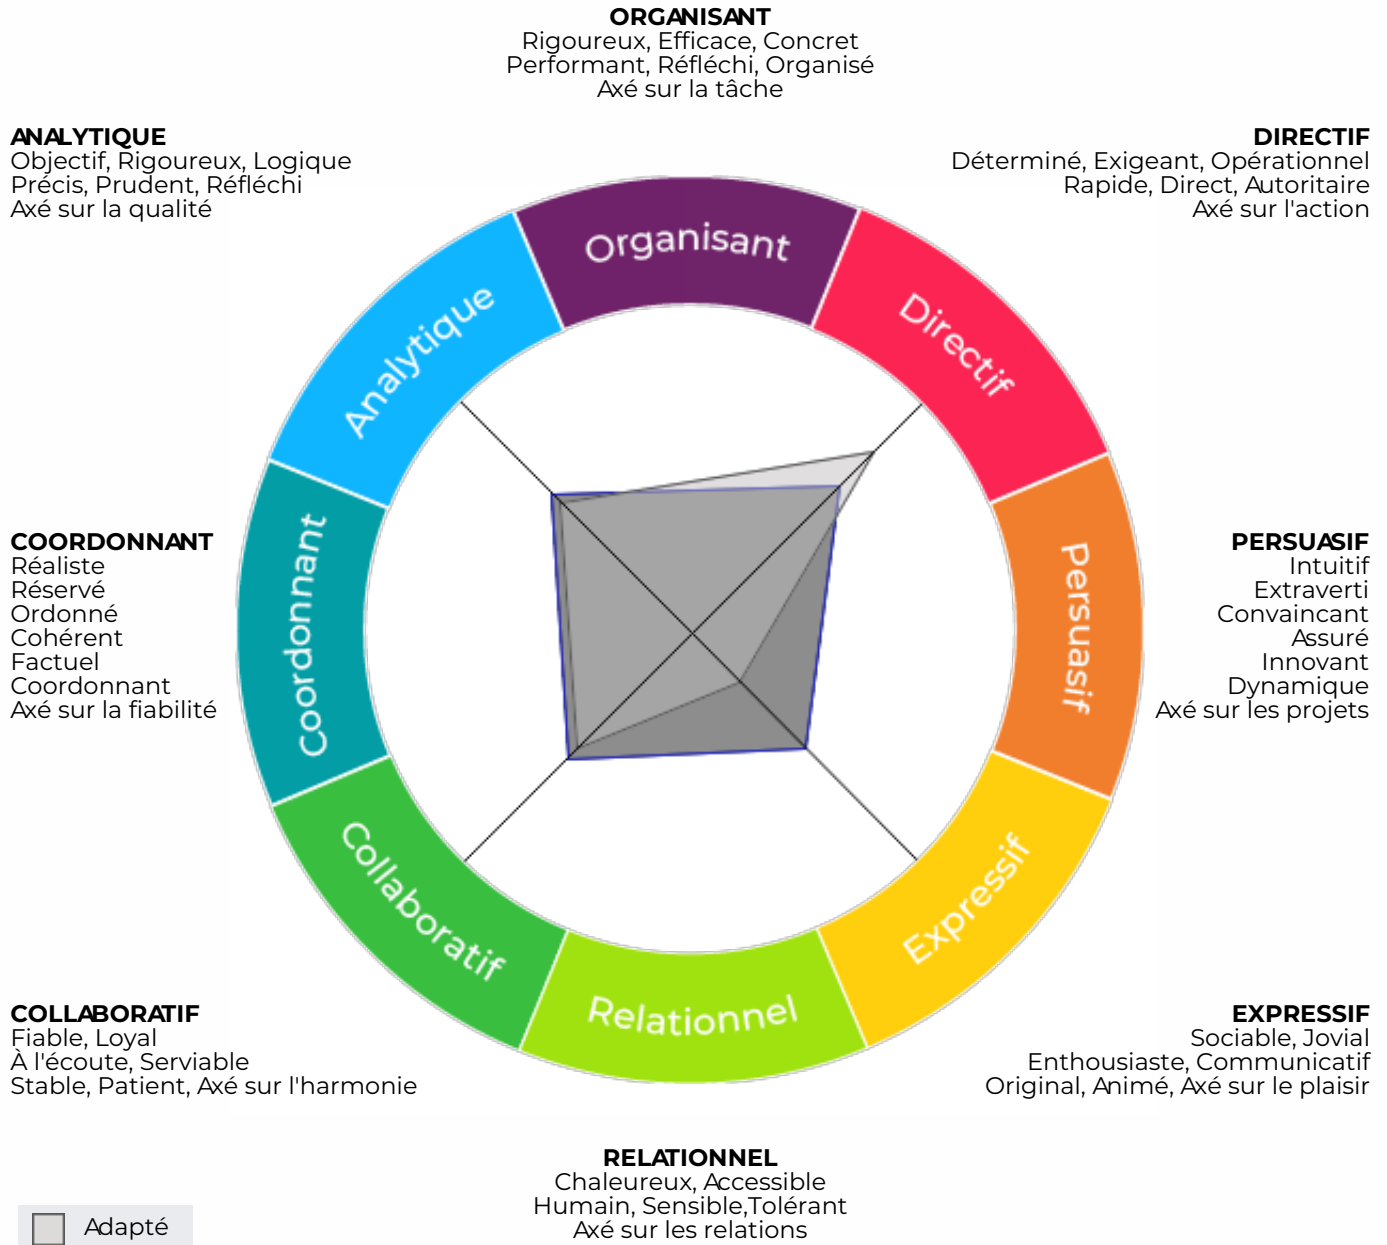 ORGANISANT
Rigoureux, Efficace, Concret
Performant, Réfléchi, Organisé
Axé sur la tâche
ANALYTIQUE
Objectif, Rigoureux, Logique
Précis, Prudent, Réfléchi
Axé sur la qualité
DIRECTIF
Déterminé, Exigeant, Opérationnel
Rapide, Direct, Autoritaire
Axé sur l'action
Organisant
Analytique
Directif
Coordonnant
Persuasif
Collaboratif
Expressif
Relationnel
COORDONNANT
Réaliste
Réservé
Ordonné
Cohérent
Factuel
Coordonnant
Axé sur la fiabilité
PERSUASIF
Intuitif
Extraverti
Convaincant
Assuré
Innovant
Dynamique
Axé sur les projets
COLLABORATIF
Fiable, Loyal
À l'écoute, Serviable
Stable, Patient, Axé sur l'harmonie
EXPRESSIF
Sociable, Jovial
Enthousiaste, Communicatif
Original, Animé, Axé sur le plaisir
RELATIONNEL
Chaleureux, Accessible
Humain, Sensible,Tolérant
Axé sur les relations
Adapté